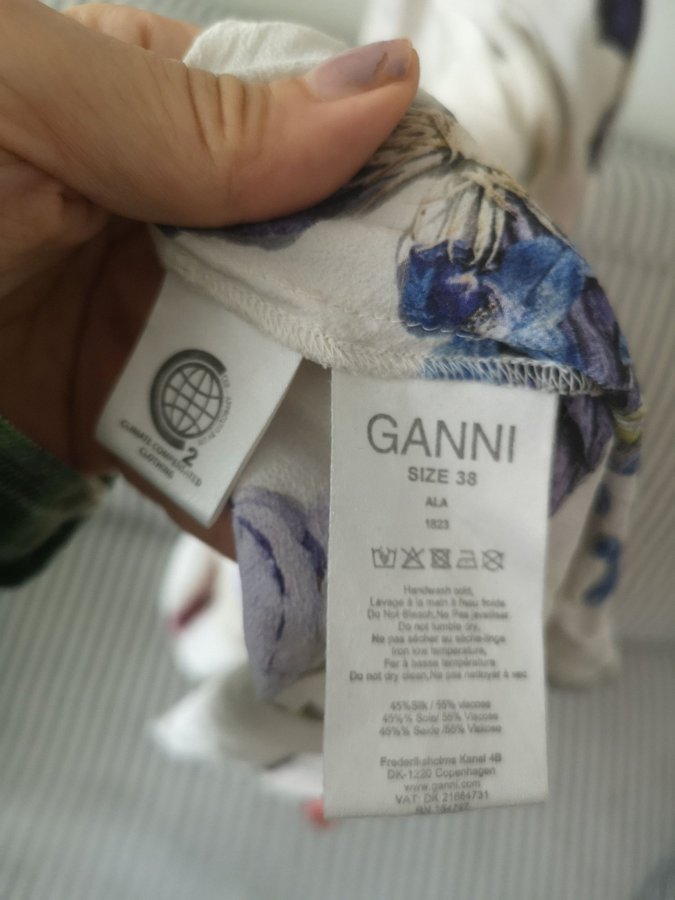 2
CLIMATE COMPENSATED
CLOTHING
GANNI
SIZE 38
ALA
1823
Handwash cold,
Lavage à la main à l'eau froide.
Do Not Bleach,Ne Pas javeliser.
Do not tumble dry,
Ne pas sécher au sèche-linge
Iron low temperature,
Fer à basse température.
Do not dry clean,Ne pas nettoyer à sec
45%Silk / 55% viscose
45%% Soie/ 55% Viscose
45%% Seide /55% Viscose
Frederiksholms Kanal 4B
DK-1220 Copenhagen
www.ganni.com
VAT: DK 21664731